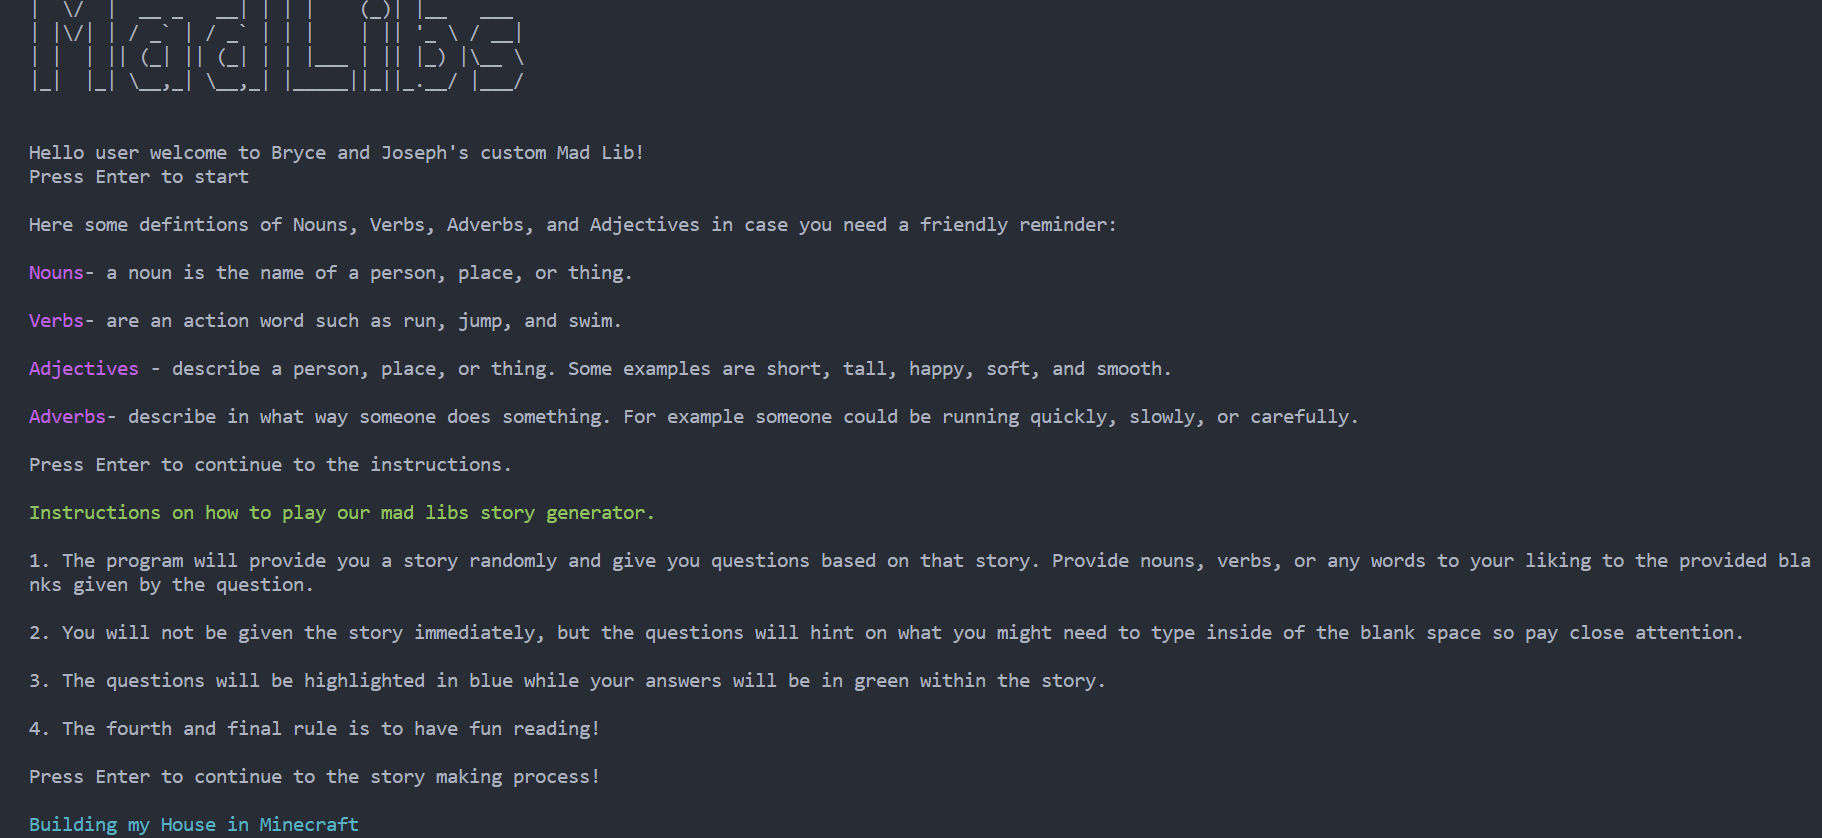 Mad Libs
Hello user welcome to Bryce and Joseph's custom Mad Lib!
Press Enter to start
Here some defintions of Nouns, Verbs, Adverbs, and Adjectives in case you need a friendly reminder:
Nouns- a noun is the name of a person, place, or thing.
Verbs- are an action word such as run, jump, and swim.
Adjectives - describe a person, place, or thing. Some examples are short, tall, happy, soft, and smooth.
Adverbs- describe in what way someone does something. For example someone could be running quickly, slowly, or carefully.
Press Enter to continue to the instructions.
Instructions on how to play our mad libs story generator.
1. The program will provide you a story randomly and give you questions based on that story. Provide nouns, verbs, or any words to your liking to the provided bla
nks given by the question.
2. You will not be given the story immediately, but the questions will hint on what you might need to type inside of the blank space so pay close attention.
3. The questions will be highlighted in blue while your answers will be in green within the story.
4. The fourth and final rule is to have fun reading!
Press Enter to continue to the story making process!
Building my House in Minecraft